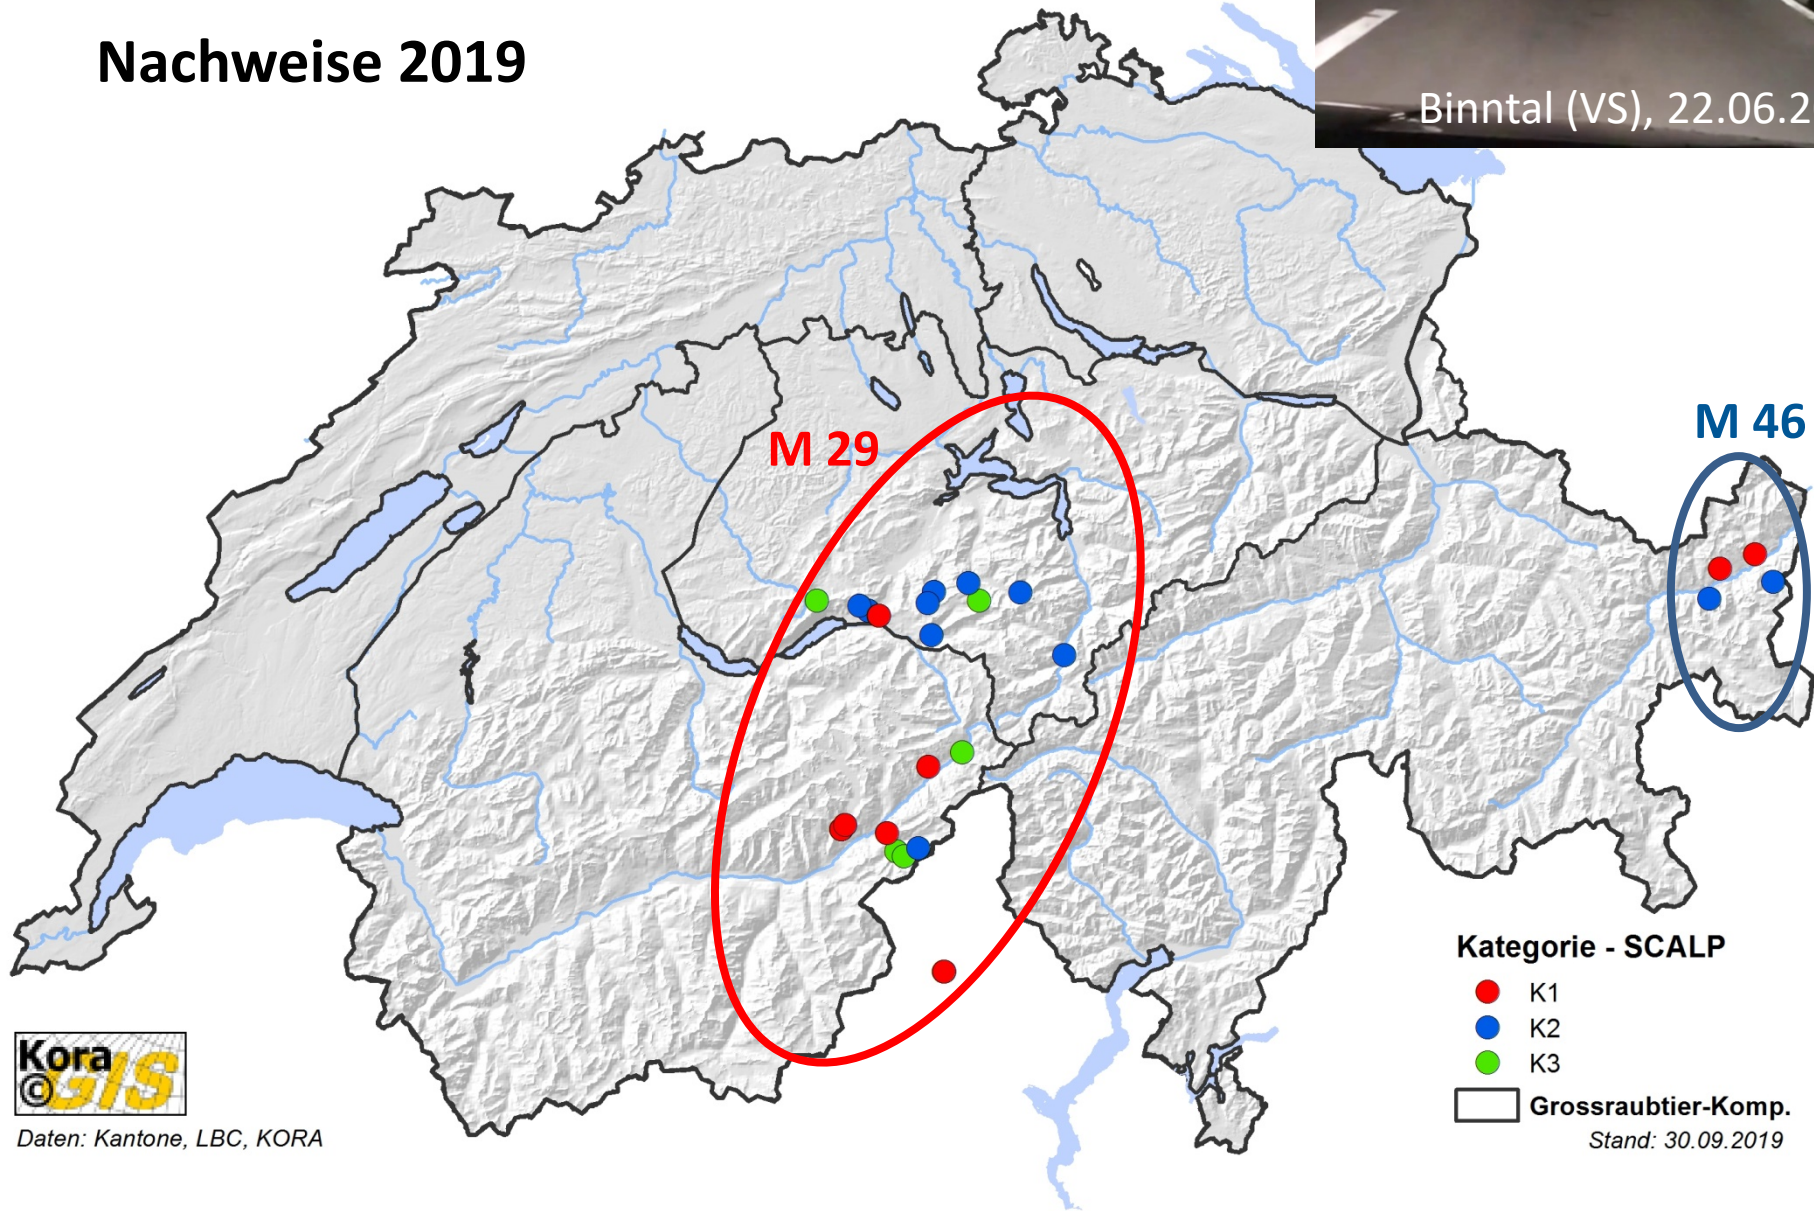 Nachweise 2019
Binntal (VS), 22.06.2
M 46
M 29
Kategorie - SCALP
K1
K2
K3
Grossraubtier-Komp.
Stand: 30.09.2019
Kora
© GIS
Daten: Kantone, LBC, KORA